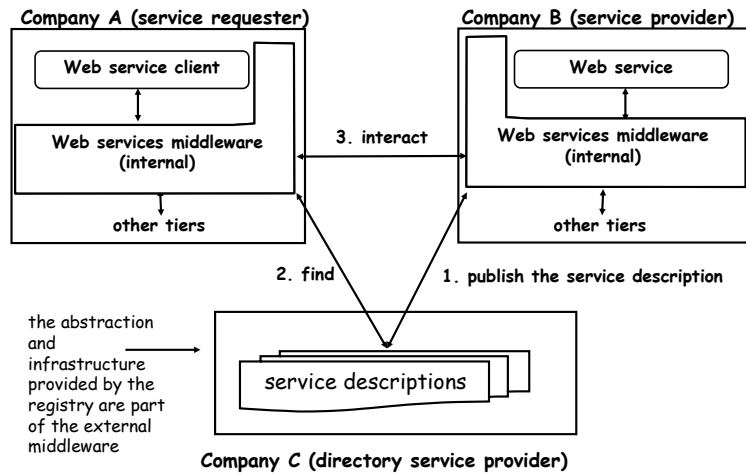 Company A (service requester)
Company B (service provider)
Web service client
Web service
Web services middleware
(internal)
3. interact
Web services middleware
(internal)
other tiers
other tiers
2. find
1. publish the service description
the abstraction
and
infrastructure
provided by the
registry are part
of the external
middleware
service descriptions
Company C (directory service provider)